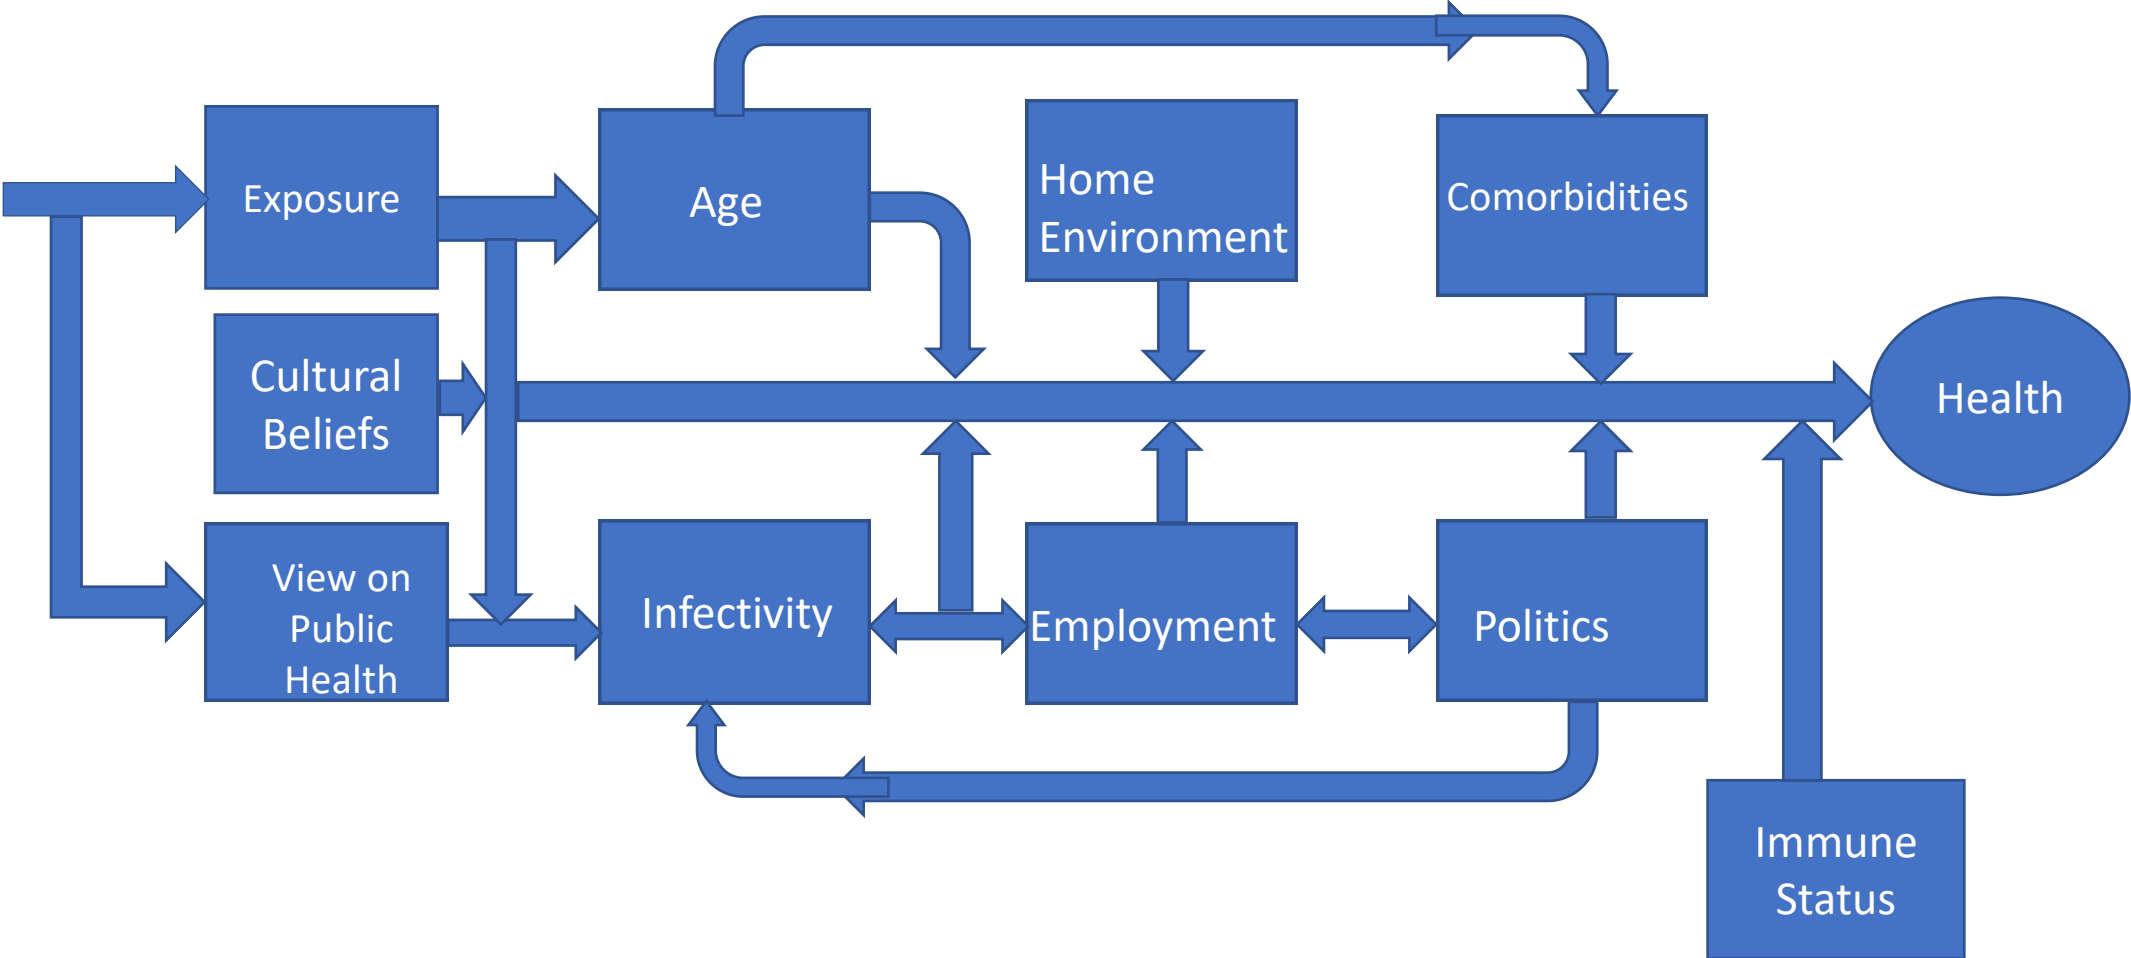 Exposure
Age
Home
Environment
Comorbidities
Cultural
Beliefs
Health
View on
Public
Health
Infectivity
Employment
Politics
Immune
Status